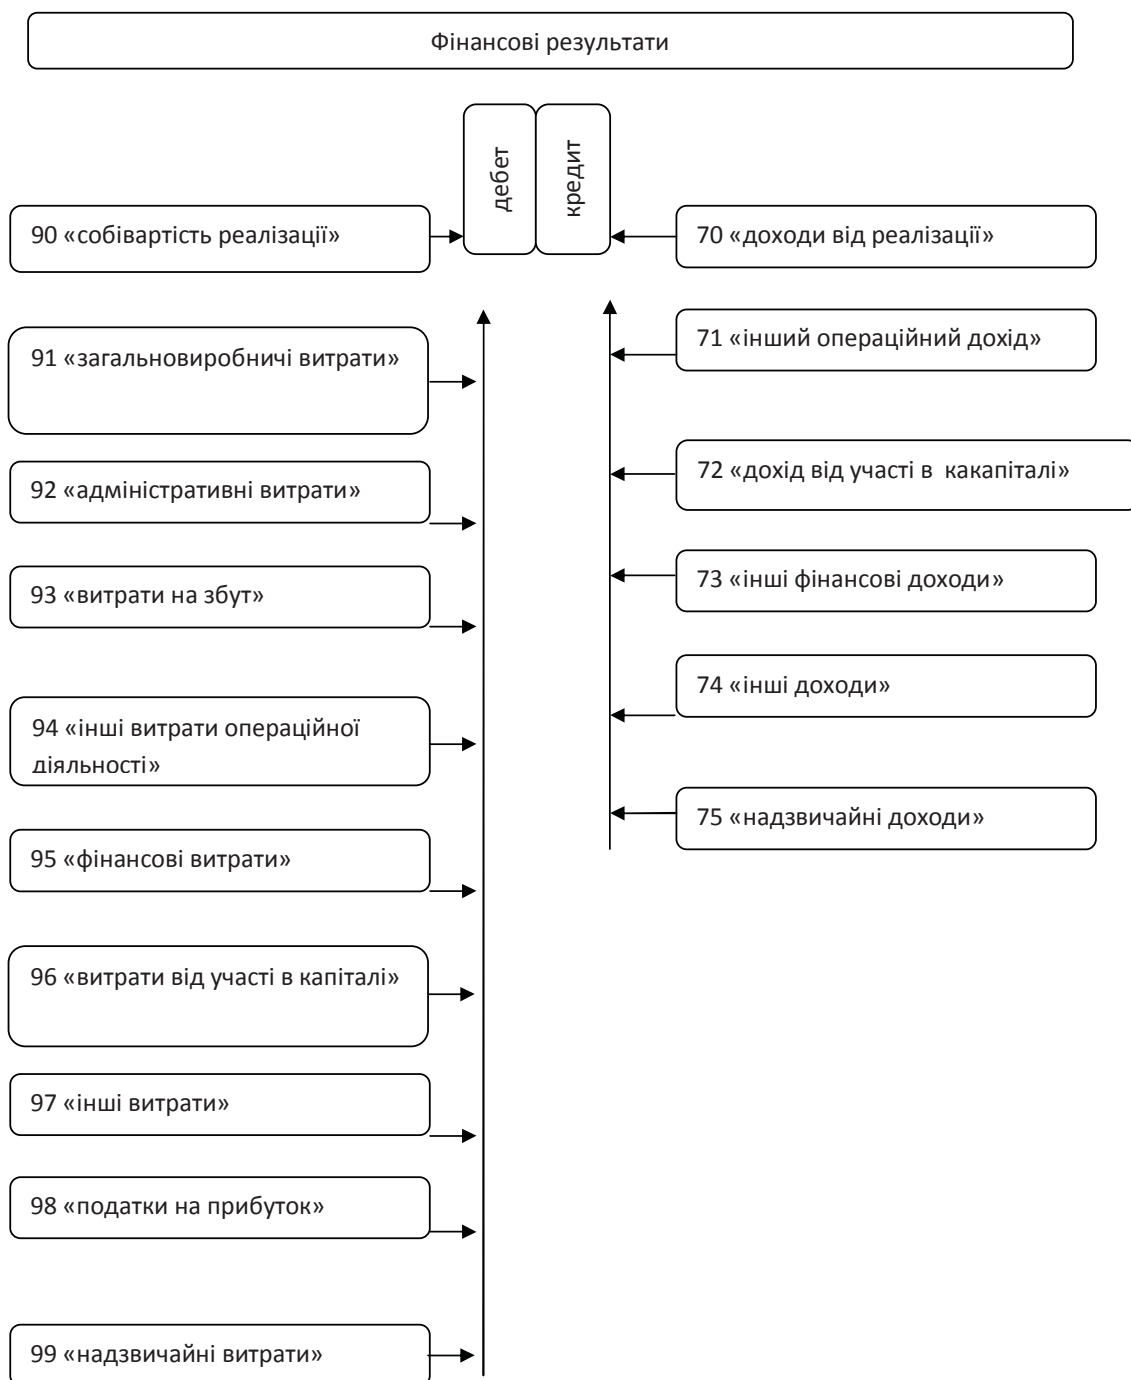 Фінансові результати
дебет
кредит
90 «собівартість реалізації»
70 «доходи від реалізації»
91 «загальновиробничі витрати»
71 «інший операційний дохід»
92 «адміністративні витрати»
72 «дохід від участі в какапіталі»
93 «витрати на збут»
73 «інші фінансові доходи»
74 «інші доходи»
94 «інші витрати операційної
діяльності»
75 «надзвичайні доходи»
95 «фінансові витрати»
96 «витрати від участі в капіталі»
97 «інші витрати»
98 «податки на прибуток»
99 «надзвичайні витрати»